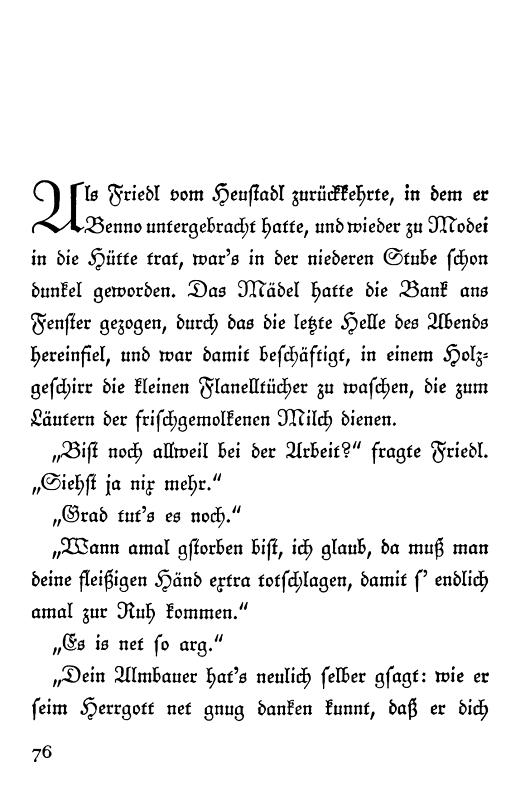 Als Friedl vom Heustadl zurückkehrte, in dem er
Benno untergebracht hatte, und wieder zu Modei
in die Hütte trat, war's in der niederen Stube schon
dunkel geworden. Das Mädel hatte die Bank ans
Fenster gezogen, durch das die letzte Helle des Abends
hereinfiel, und war damit beschäftigt, in einem Holz-
geschirr die kleinen Flanelltücher zu waschen, die zum
Läutern der frischgemolkenen Milch dienen.
„Bist noch allweil bei der Arbeit?“ fragte Friedl.
„Siehst ja nix mehr.“
„Grad tut's es noch.“
„Wann amal gstorben bist, ich glaub, da muß man
deine fleißigen Händ extra totschlagen, damit s' endlich
amal zur Ruh kommen.“
„Es is net so arg.“
„Dein Almbauer hat's neulich selber gsagt: wie er
seim Herrgott net gnug danken kunnt, daß er dich
76